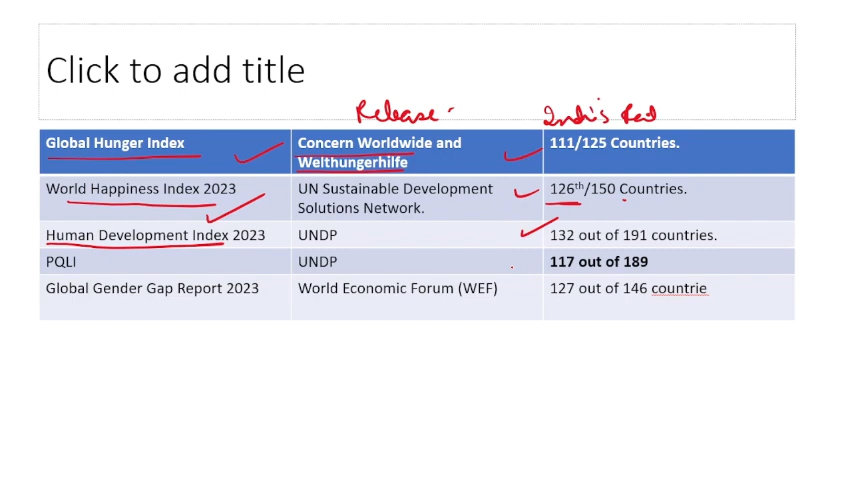 Click to add title
Release
India's
Global Hunger Index
Concern Worldwide and
Welthungerhilfe
111/125 Countries.
World Happiness Index 2023
UN Sustainable Development
Solutions Network.
126th/150 Countries.
Human Development Index 2023
UNDP
132 out of 191 countries.
PQLI
UNDP
117 out of 189
Global Gender Gap Report 2023
World Economic Forum (WEF)
127 out of 146 countrie